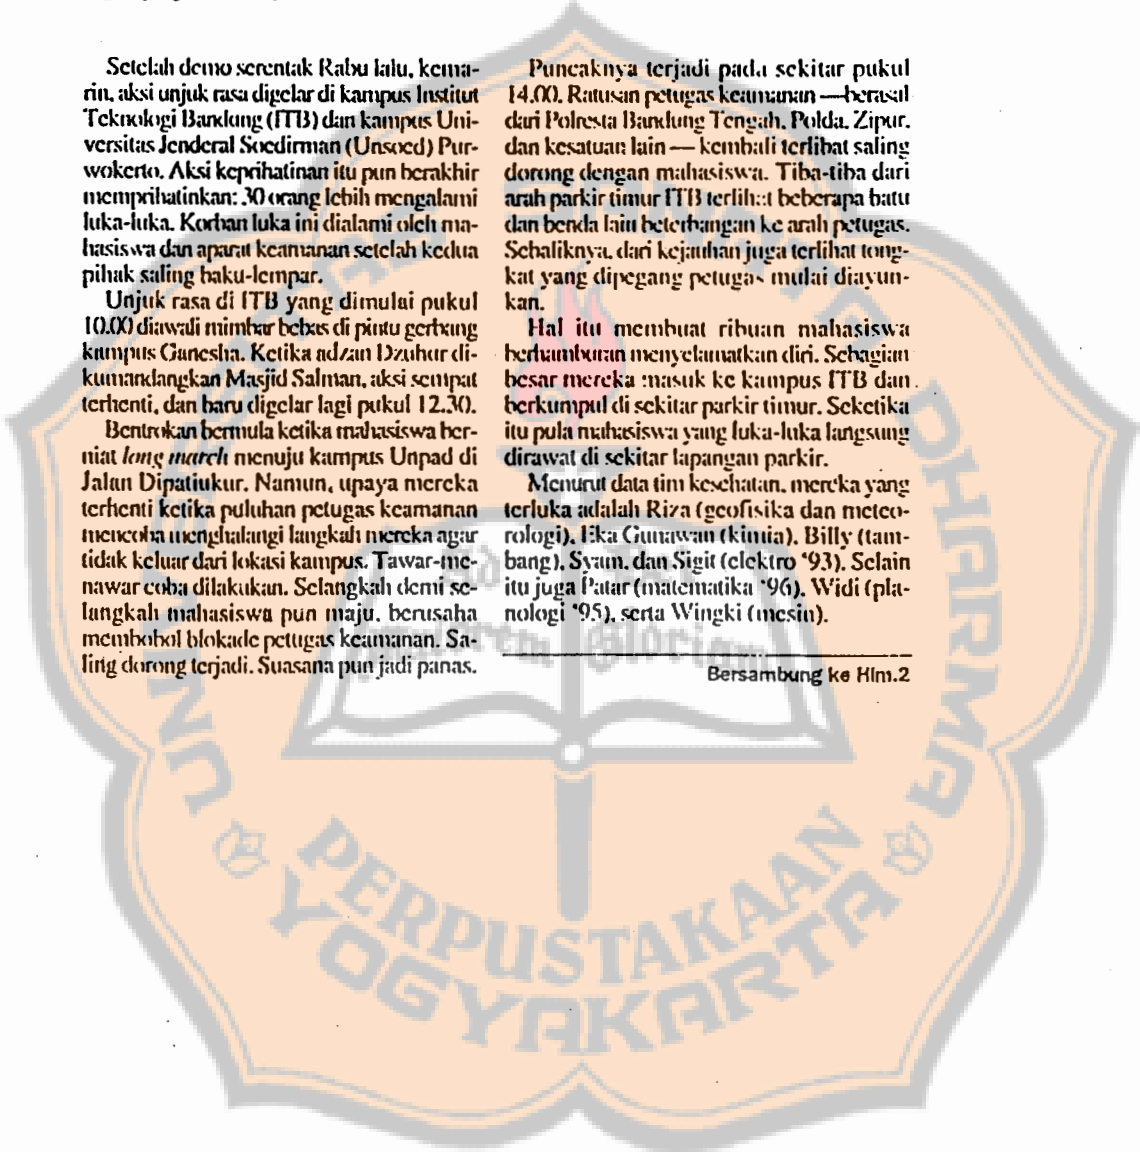 Setelah demo serentak Rabu lalu, kema-
rin, aksi unjuk rasa digelar di kampus Institut
Teknologi Bandung (ITB) dan kampus Uni-
versitas Jenderal Soedirman (Unsoed) Pur-
wokerto. Aksi keprihatinan itu pun berakhir
memprihatinkan: 30 orang lebih mengalami
luka-luka. Korban luka ini dialami oleh ma-
hasiswa dan aparat keamanan setelah kedua
pihak saling baku-lempar.
Unjuk rasa di ITB yang dimulai pukul
10.00 diawali mimbar bebas di pintu gerbang
kampus Ganesha. Ketika adzan Dzuhur di-
kumandangkan Masjid Salman, aksi sempat
terhenti, dan baru digelar lagi pukul 12.30.
Bentrokan bermula ketika mahasiswa ber-
niat long march menuju kampus Unpad di
Jalan Dipatiukur. Namun, upaya mereka
terhenti ketika puluhan petugas keamanan
mencoba menghalangi langkah mereka agar
tidak keluar dari lokasi kampus. Tawar-me-
nawar coba dilakukan. Selangkah demi se-
langkah mahasiswa pun maju, berusaha
membobol blokade petugas keamanan. Sa-
ling dorong terjadi. Suasana pun jadi panas.
Puncaknya terjadi pada sekitar pukul
14.00. Ratusan petugas keamanan —berasal
dari Polresta Bandung Tengah, Polda, Zipur,
dan kesatuan lain — kembali terlibat saling
dorong dengan mahasiswa. Tiba-tiba dari
arah parkir timur ITB terlihat beberapa batu
dan benda lain beterbangan ke arah petugas.
Sebaliknya, dari kejauhan juga terlihat tong-
kat yang dipegang petugas mulai diayun-
kan.
Hal itu membuat ribuan mahasiswa
berhamburan menyelamatkan diri. Sebagian
besar mereka masuk ke kampus ITB dan
berkumpul di sekitar parkir timur. Seketika
itu pula mahasiswa yang luka-luka langsung
dirawat di sekitar lapangan parkir.
Menurut data tim kesehatan, mereka yang
terluka adalah Riza (geofisika dan meteo-
rologi), Eka Gunawan (kimia), Billy (tam-
bang), Syam, dan Sigit (elektro '93). Selain
itu juga Patar (matematika '96), Widi (pla-
nologi '95), serta Wingki (mesin).
Bersambung ke Hlm.2
UNIVERSITAS SANATA DHARMA
Ad
Gloriam
PERPUSTAKAAN
YOGYAKARTA